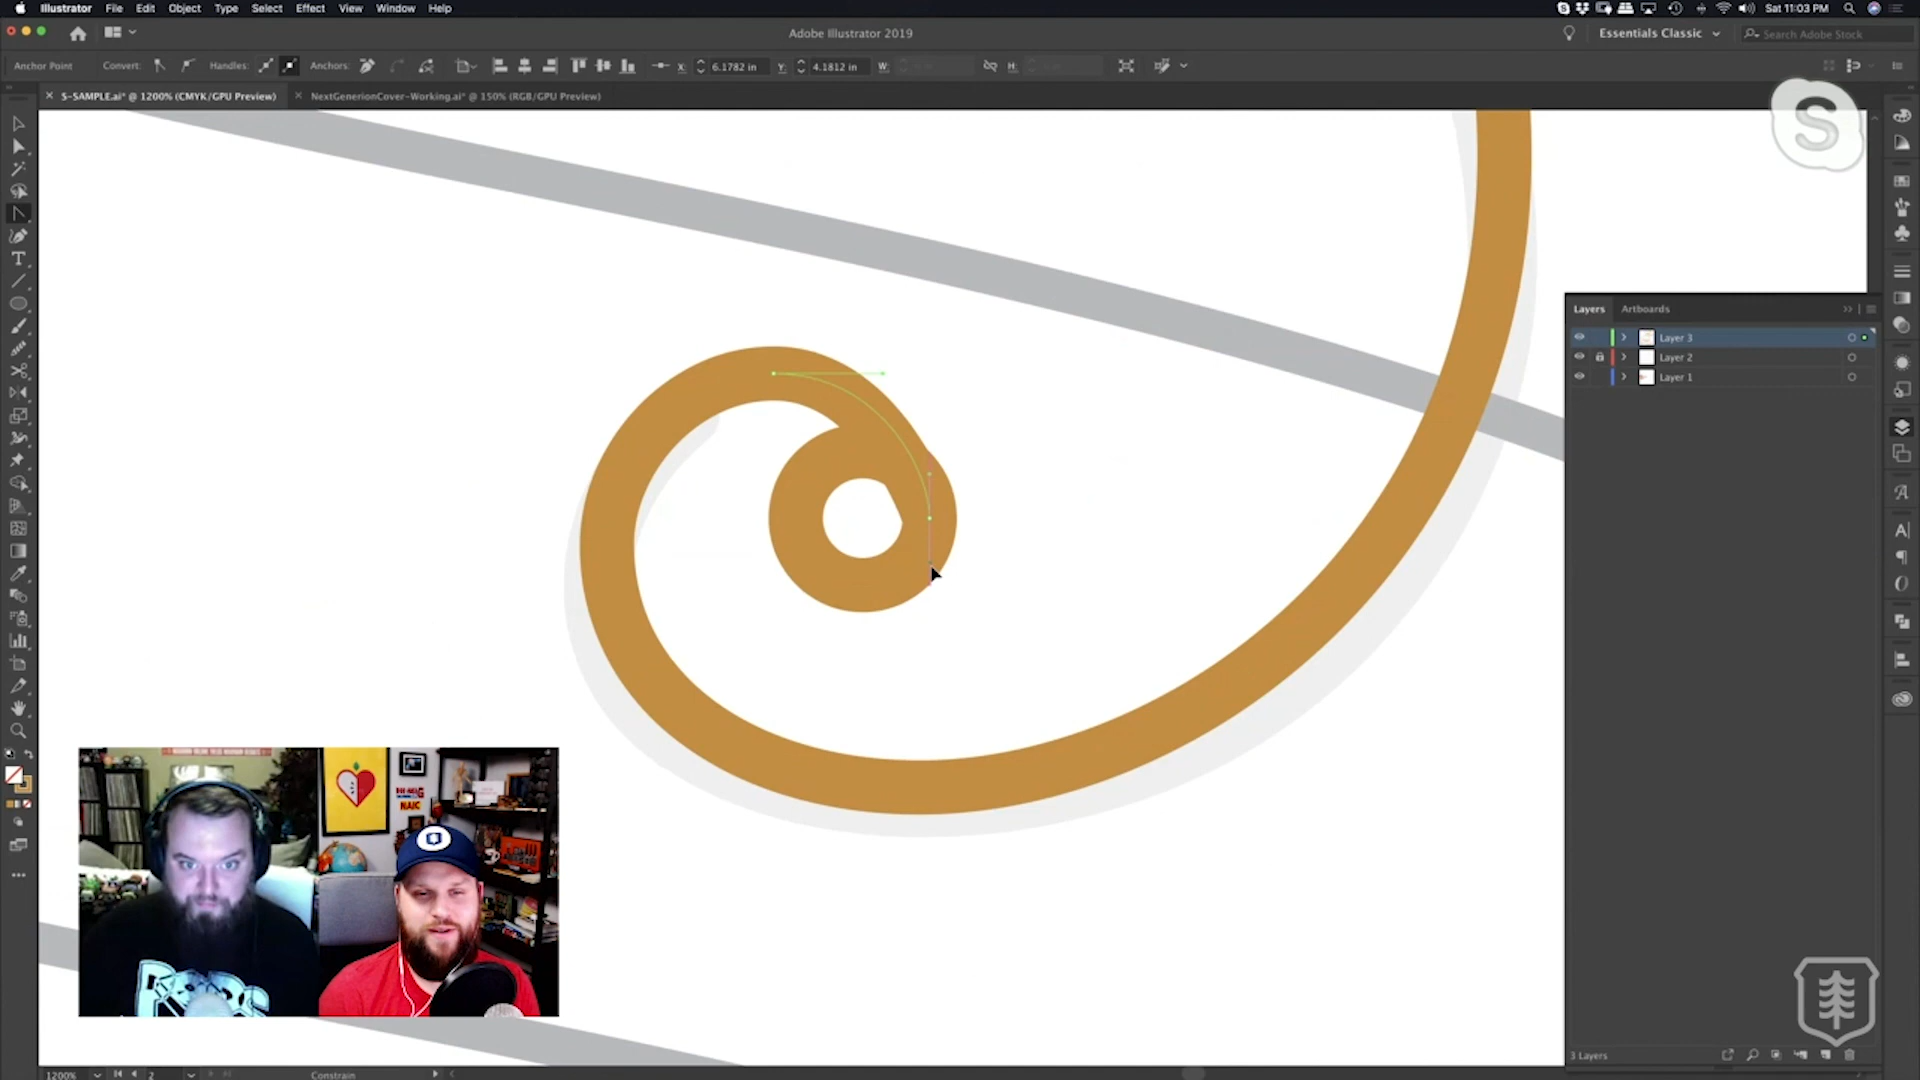 Illustrator File Edit Object Type Select Effect View Window Help
Sat 11:03 PM
Adobe Illustrator 2019
Essentials Classic
Search Adobe Stock
Anchor Point Convert: Handles: Anchors: X: 6.1782 in Y: 4.1812 in W: H:
S-SAMPLE.ai* @ 1200% (CMYK/GPU Preview)
NextGenerionCover-Working.ai* @ 150% (RGB/GPU Preview)
S
Layers Artboards
Layer 3
Layer 2
Layer 1
NAIC
3 Layers
1200% 2 Constrain